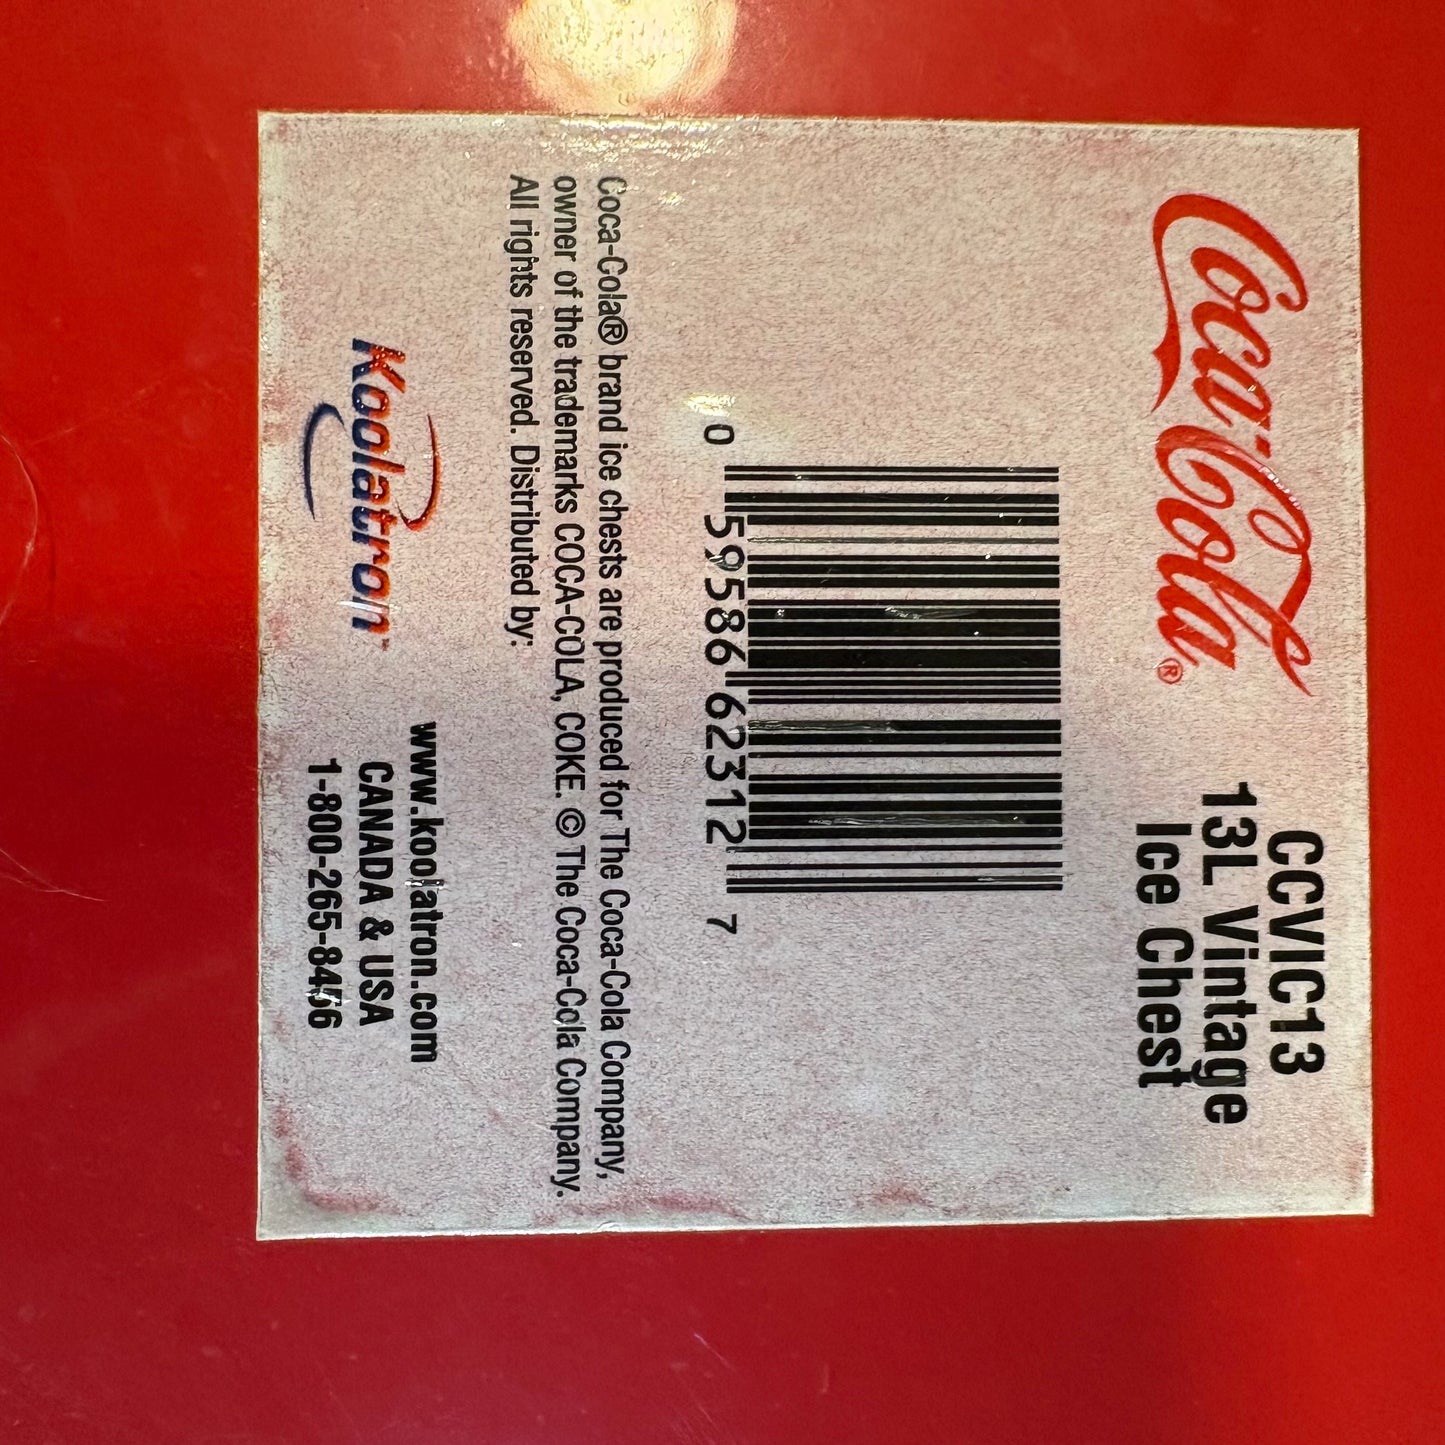 Coca-Cola®
CCVIC13
13L Vintage
Ice Chest
0 59586 62312 7
Coca-Cola® brand ice chests are produced for The Coca-Cola Company,
owner of the trademarks COCA-COLA, COKE. © The Coca-Cola Company.
All rights reserved. Distributed by:
Koolatron™
www.koolatron.com
CANADA & USA
1-800-265-8456